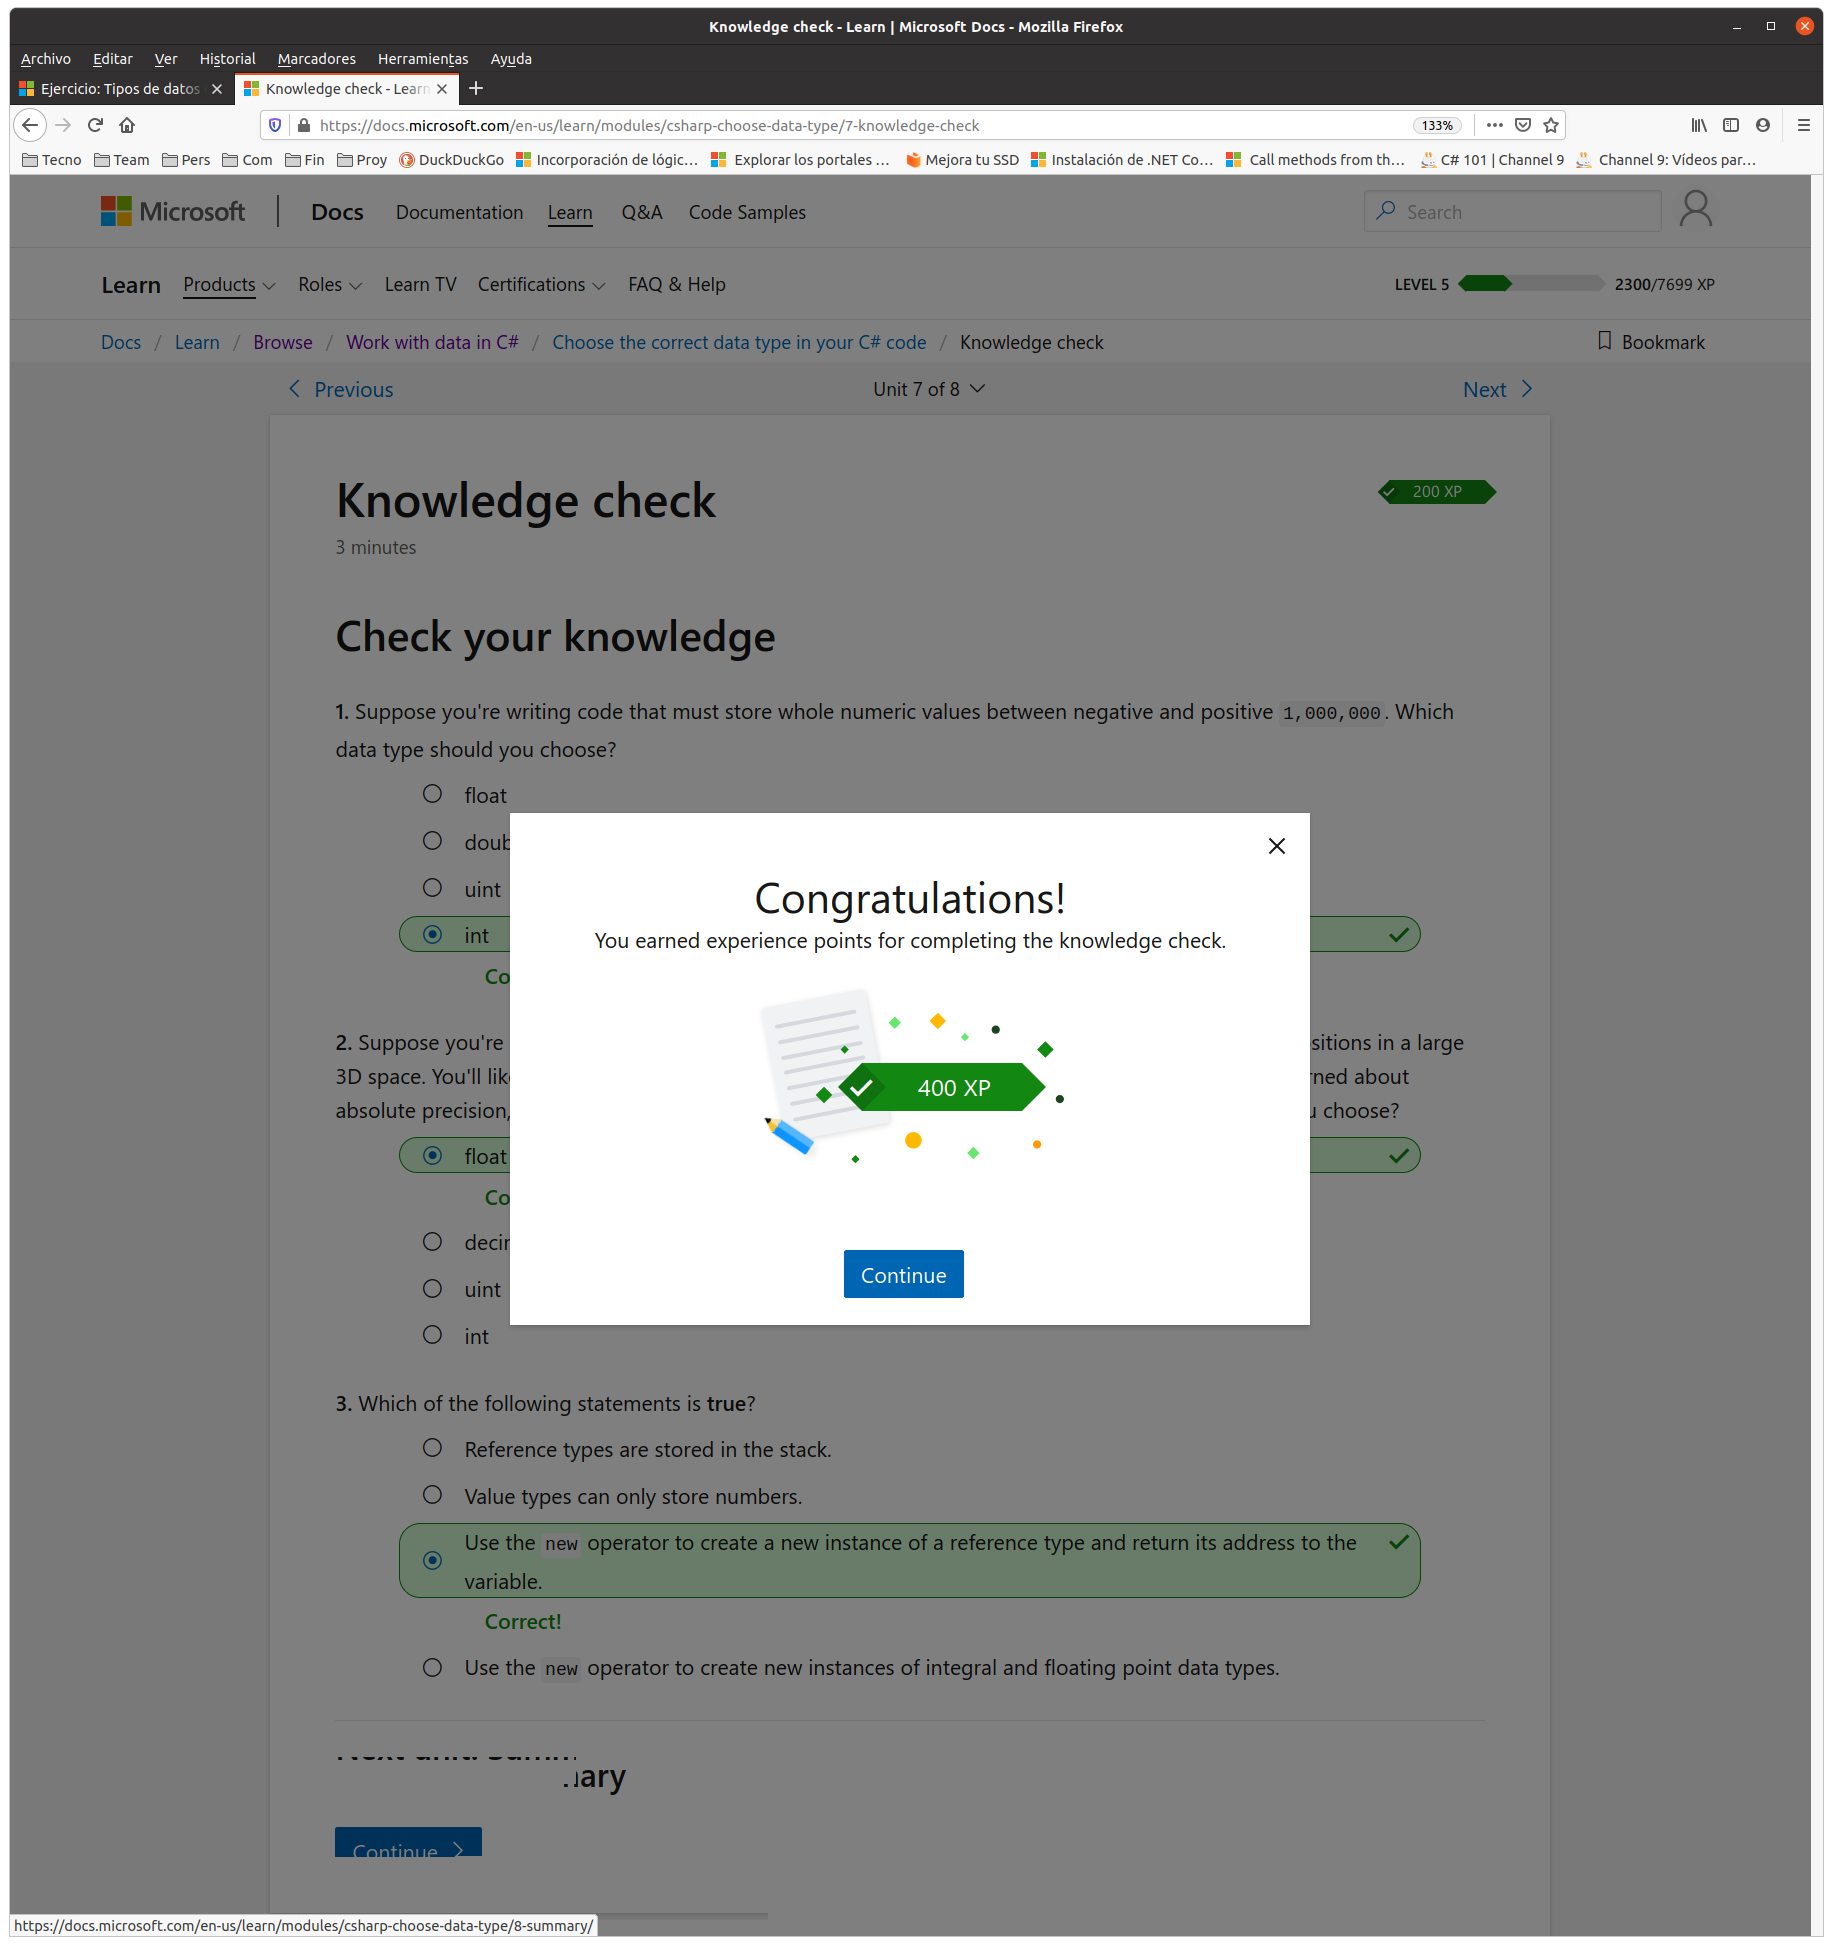 Knowledge check - Learn | Microsoft Docs - Mozilla Firefox
Archivo Editar Ver Historial Marcadores Herramientas Ayuda
Ejercicio: Tipos de datos
Knowledge check - Learn
https://docs.microsoft.com/en-us/learn/modules/csharp-choose-data-type/7-knowledge-check 133%
Tecno Team Pers Com Fin Proy DuckDuckGo Incorporación de lógic... Explorar los portales ... Mejora tu SSD Instalación de .NET Co... Call methods from th... C# 101 | Channel 9 Channel 9: Vídeos par...
Microsoft Docs Documentation Learn Q&A Code Samples Search
Learn Products Roles Learn TV Certifications FAQ & Help LEVEL 5 2300/7699 XP
Docs / Learn / Browse / Work with data in C# / Choose the correct data type in your C# code / Knowledge check Bookmark
Previous Unit 7 of 8 Next
Knowledge check
200 XP
3 minutes
Check your knowledge
1. Suppose you're writing code that must store whole numeric values between negative and positive 1,000,000. Which
data type should you choose?
float
doub
uint
int
Co
Congratulations!
You earned experience points for completing the knowledge check.
400 XP
Continue
2. Suppose you're sitions in a large
3D space. You'll lik rned about
absolute precision, u choose?
float
Co
decir
uint
int
3. Which of the following statements is true?
Reference types are stored in the stack.
Value types can only store numbers.
Use the new operator to create a new instance of a reference type and return its address to the
variable.
Correct!
Use the new operator to create new instances of integral and floating point data types.
Next unit: Summ
ary
Continue
https://docs.microsoft.com/en-us/learn/modules/csharp-choose-data-type/8-summary/